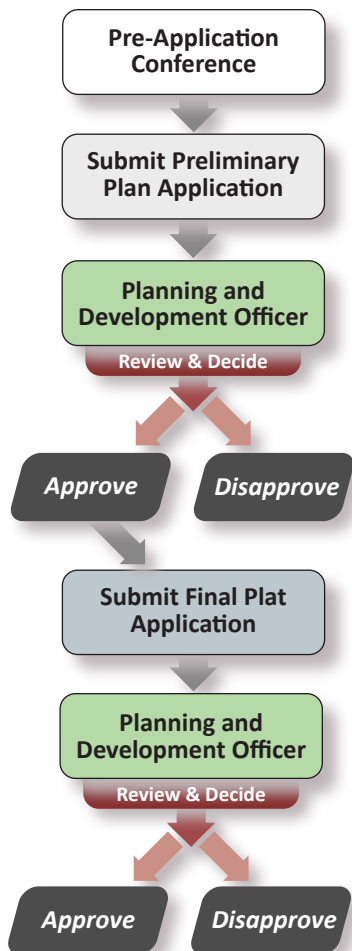 Pre-Application
Conference
Submit Preliminary
Plan Application
Planning and
Development Officer
Review & Decide
Approve
Disapprove
Submit Final Plat
Application
Planning and
Development Officer
Review & Decide
Approve
Disapprove